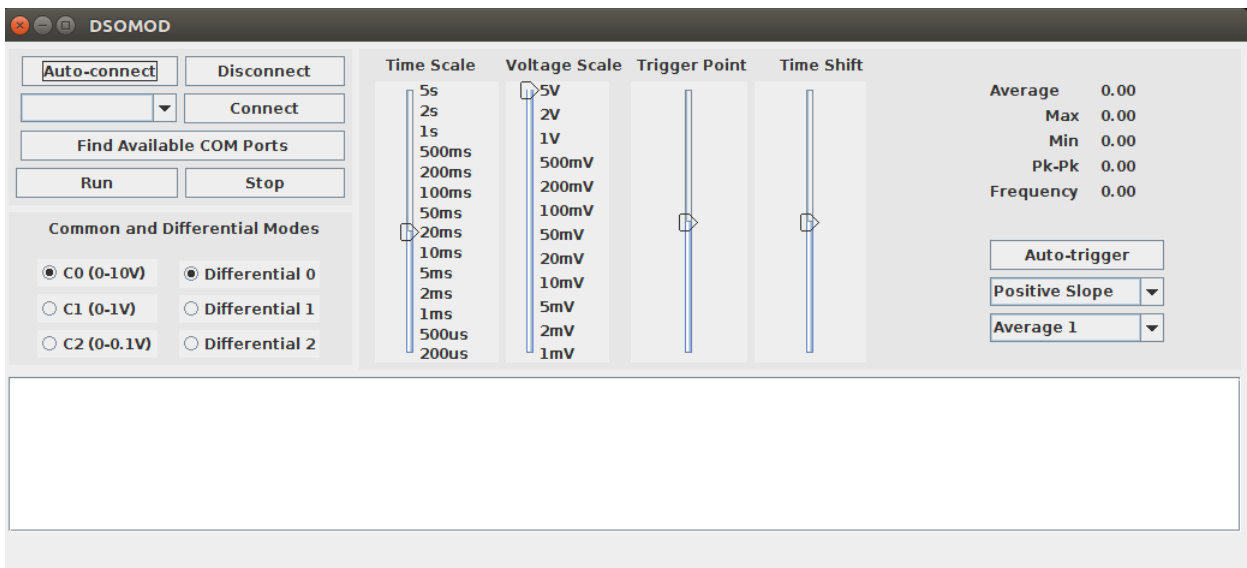 DSOMOD
Auto-connect Disconnect
Connect
Find Available COM Ports
Run Stop
Common and Differential Modes
C0 (0-10V) Differential 0
C1 (0-1V) Differential 1
C2 (0-0.1V) Differential 2
Time Scale
5s
2s
1s
500ms
200ms
100ms
50ms
20ms
10ms
5ms
2ms
1ms
500us
200us
Voltage Scale
5V
2V
1V
500mV
200mV
100mV
50mV
20mV
10mV
5mV
2mV
1mV
Trigger Point
Time Shift
Average 0.00
Max 0.00
Min 0.00
Pk-Pk 0.00
Frequency 0.00
Auto-trigger
Positive Slope
Average 1